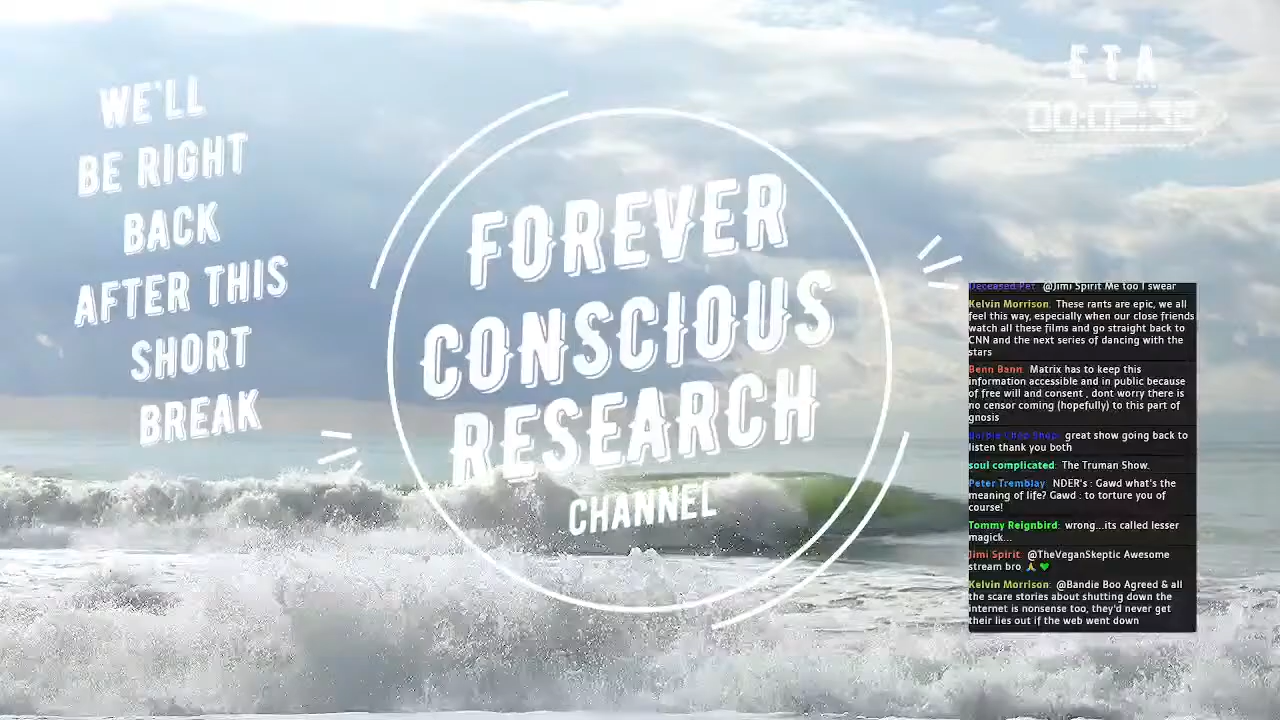 WE'LL
BE RIGHT
BACK
AFTER THIS
SHORT
BREAK
FOREVER
CONSCIOUS
RESEARCH
CHANNEL
ETA
00:02:32
Deceased Pet: @Jimi Spirit Me too I swear
Kelvin Morrison: These rants are epic, we all
feel this way, especially when our close friends
watch all these films and go straight back to
CNN and the next series of dancing with the
stars
Benn Bann: Matrix has to keep this
information accessible and in public because
of free will and consent , dont worry there is
no censor coming (hopefully) to this part of
gnosis
great show going back to
listen thank you both
soul complicated: The Truman Show.
Peter Tremblay: NDER's : Gawd what's the
meaning of life? Gawd : to torture you of
course!
Tommy Reignbird: wrong...its called lesser
magick...
Jimi Spirit: @TheVeganSkeptic Awesome
stream bro 🙏 💚
Kelvin Morrison: @Bandie Boo Agreed & all
the scare stories about shutting down the
internet is nonsense too, they'd never get
their lies out if the web went down